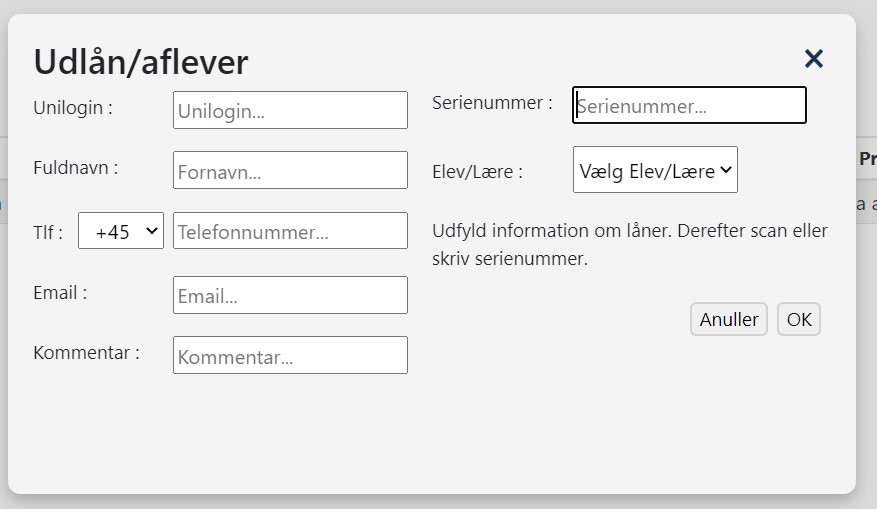 Udlån/aflever
Unilogin :
Unilogin...
Fuldnavn :
Fornavn...
Tlf :
+45
Telefonnummer...
Email :
Email...
Kommentar :
Kommentar...
Serienummer :
Serienummer...
Elev/Lære :
Vælg Elev/Lære
Udfyld information om låner. Derefter scan eller
skriv serienummer.
Anuller
OK
Pr
a a